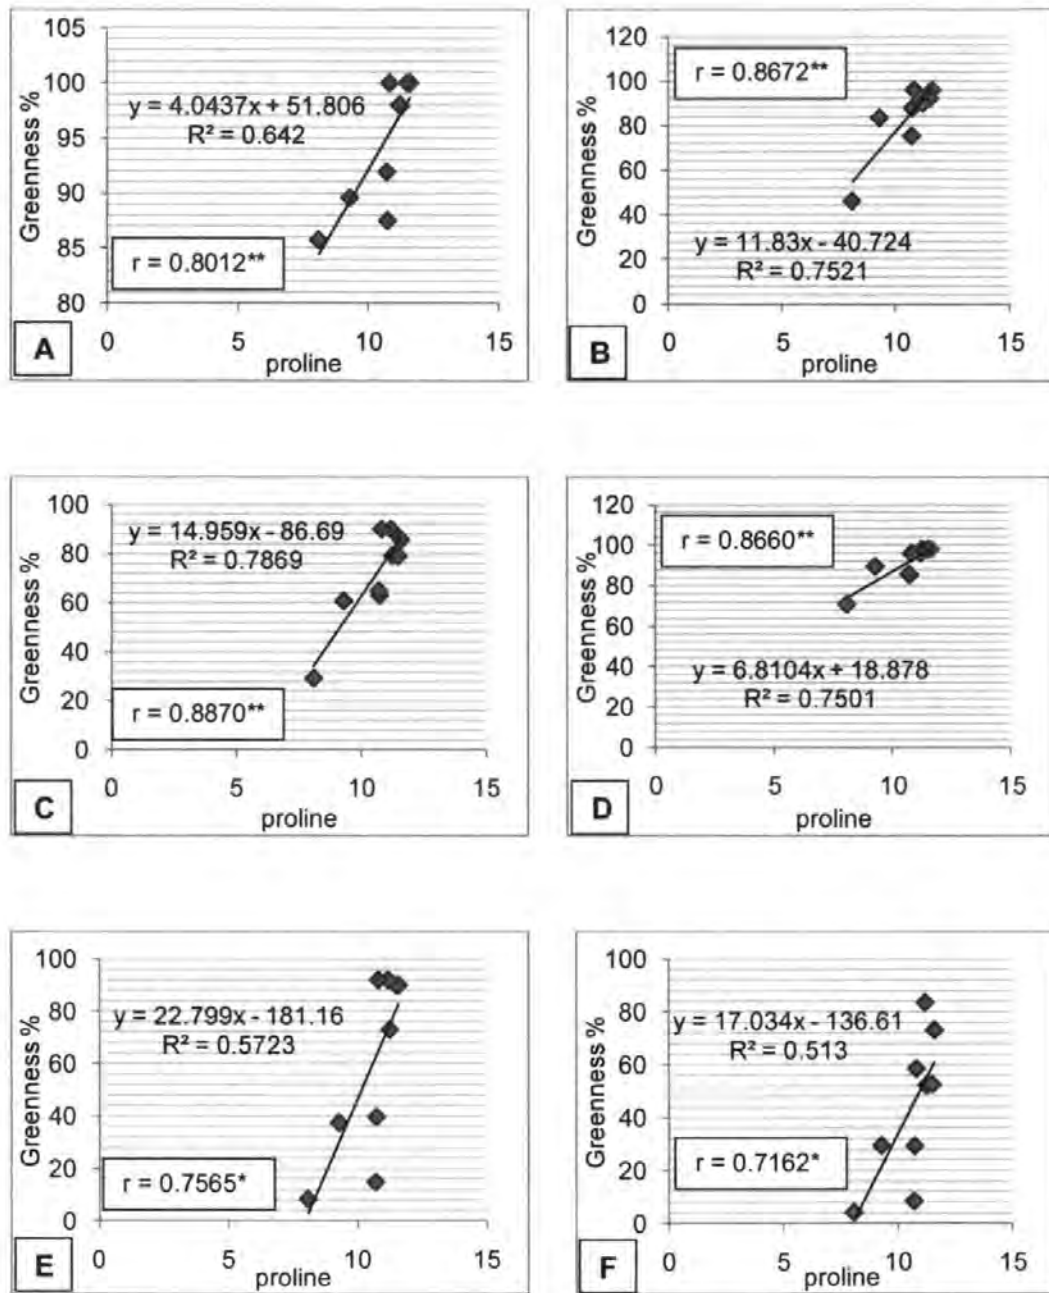 105
100
95
90
85
80
Greenness %
y = 4.0437x + 51.806
R² = 0.642
r = 0.8012**
0 5 10 15
proline
A
120
100
80
60
40
20
0
Greenness %
r = 0.8672**
y = 11.83x - 40.724
R² = 0.7521
0 5 10 15
proline
B
100
80
60
40
20
0
Greenness %
y = 14.959x - 86.69
R² = 0.7869
r = 0.8870**
0 5 10 15
proline
C
120
100
80
60
40
20
0
Greenness %
r = 0.8660**
y = 6.8104x + 18.878
R² = 0.7501
0 5 10 15
proline
D
100
80
60
40
20
0
Greenness %
y = 22.799x - 181.16
R² = 0.5723
r = 0.7565*
0 5 10 15
proline
E
100
80
60
40
20
0
Greenness %
y = 17.034x - 136.61
R² = 0.513
r = 0.7162*
0 5 10 15
proline
F